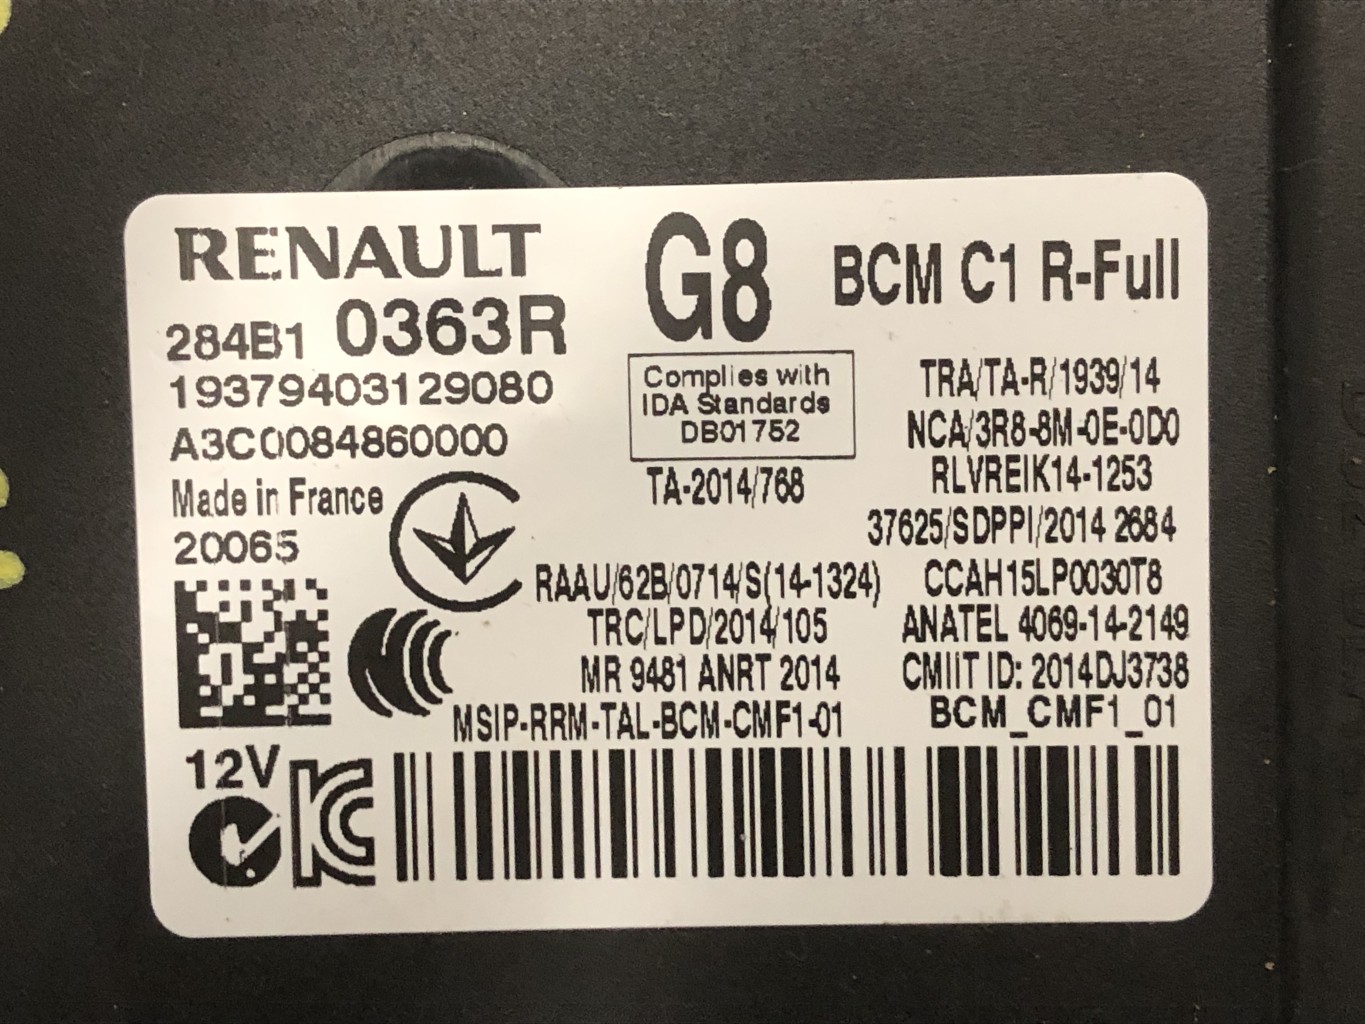 RENAULT
284B1 0363R
19379403129080
A3C0084860000
Made in France
20065
G8
BCM C1 R-Full
Complies with
IDA Standards
DB01752
TA-2014/768
TRA/TA-R/1939/14
NCA/3R8-8M-0E-0D0
RLVREIK14-1253
37625/SDPPI/2014 2684
RAAU/62B/0714/S(14-1324)
CCAH15LP0030T8
TRC/LPD/2014/105
ANATEL 4069-14-2149
MR 9481 ANRT 2014
CMIIT ID: 2014DJ3738
MSIP-RRM-TAL-BCM-CMF1-01
BCM_CMF1_01
12V